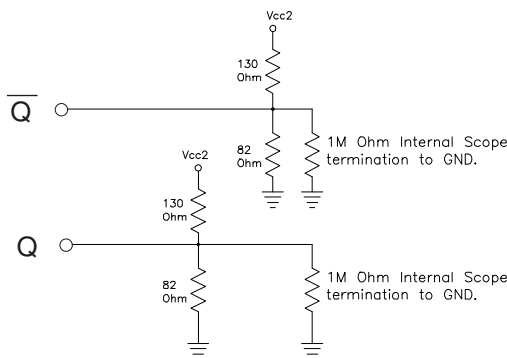 Vcc2
130
Ohm
Q̅
82
Ohm
1M Ohm Internal Scope
termination to GND.
Vcc2
130
Ohm
Q
82
Ohm
1M Ohm Internal Scope
termination to GND.